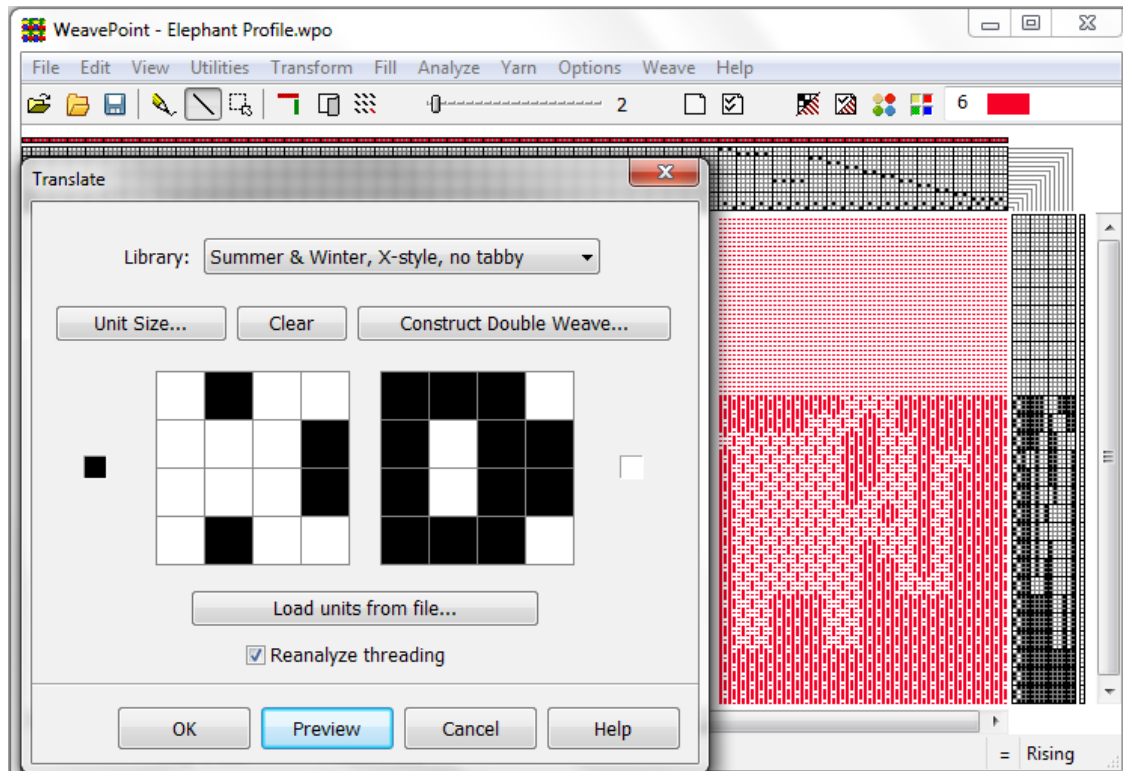 WeavePoint - Elephant Profile.wpo
File Edit View Utilities Transform Fill Analyze Yarn Options Weave Help
2 6
Translate
Library: Summer & Winter, X-style, no tabby
Unit Size... Clear Construct Double Weave...
Load units from file...
Reanalyze threading
OK Preview Cancel Help
= Rising